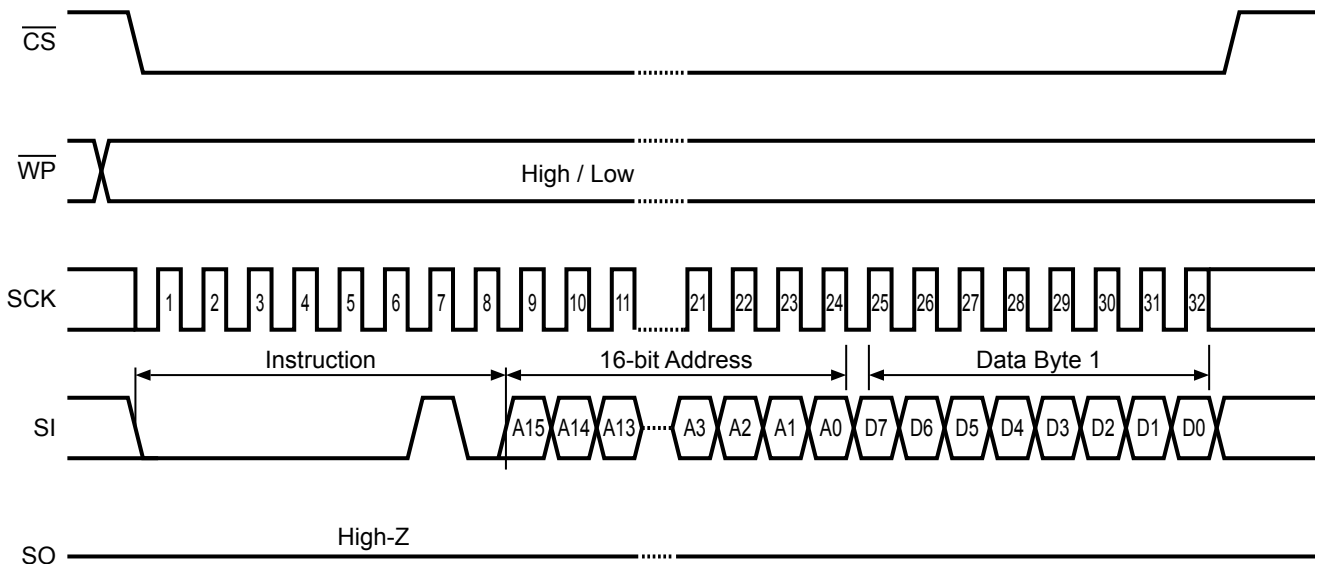 CS
WP
High / Low
SCK
1 2 3 4 5 6 7 8 9 10 11 21 22 23 24 25 26 27 28 29 30 31 32
Instruction 16-bit Address Data Byte 1
SI
A15 A14 A13 A3 A2 A1 A0 D7 D6 D5 D4 D3 D2 D1 D0
High-Z
SO